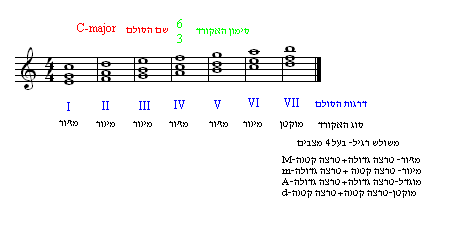 C-major שם הסולם 6 3 סימון האקורד
4 4
I II III IV V VI VII דרגות הסולם
מז'ור מינור מינור מז'ור מז'ור מינור מוקטן סוג האקורד
משולש רגיל- בעל 4 מצבים
M-מז'ור- טרצה גדולה+טרצה קטנה
m-מינור- טרצה קטנה +טרצה גדולה
A-מוגדל-טרצה גדולה+טרצה גדולה
d-מוקטן-טרצה קטנה+טרצה קטנה